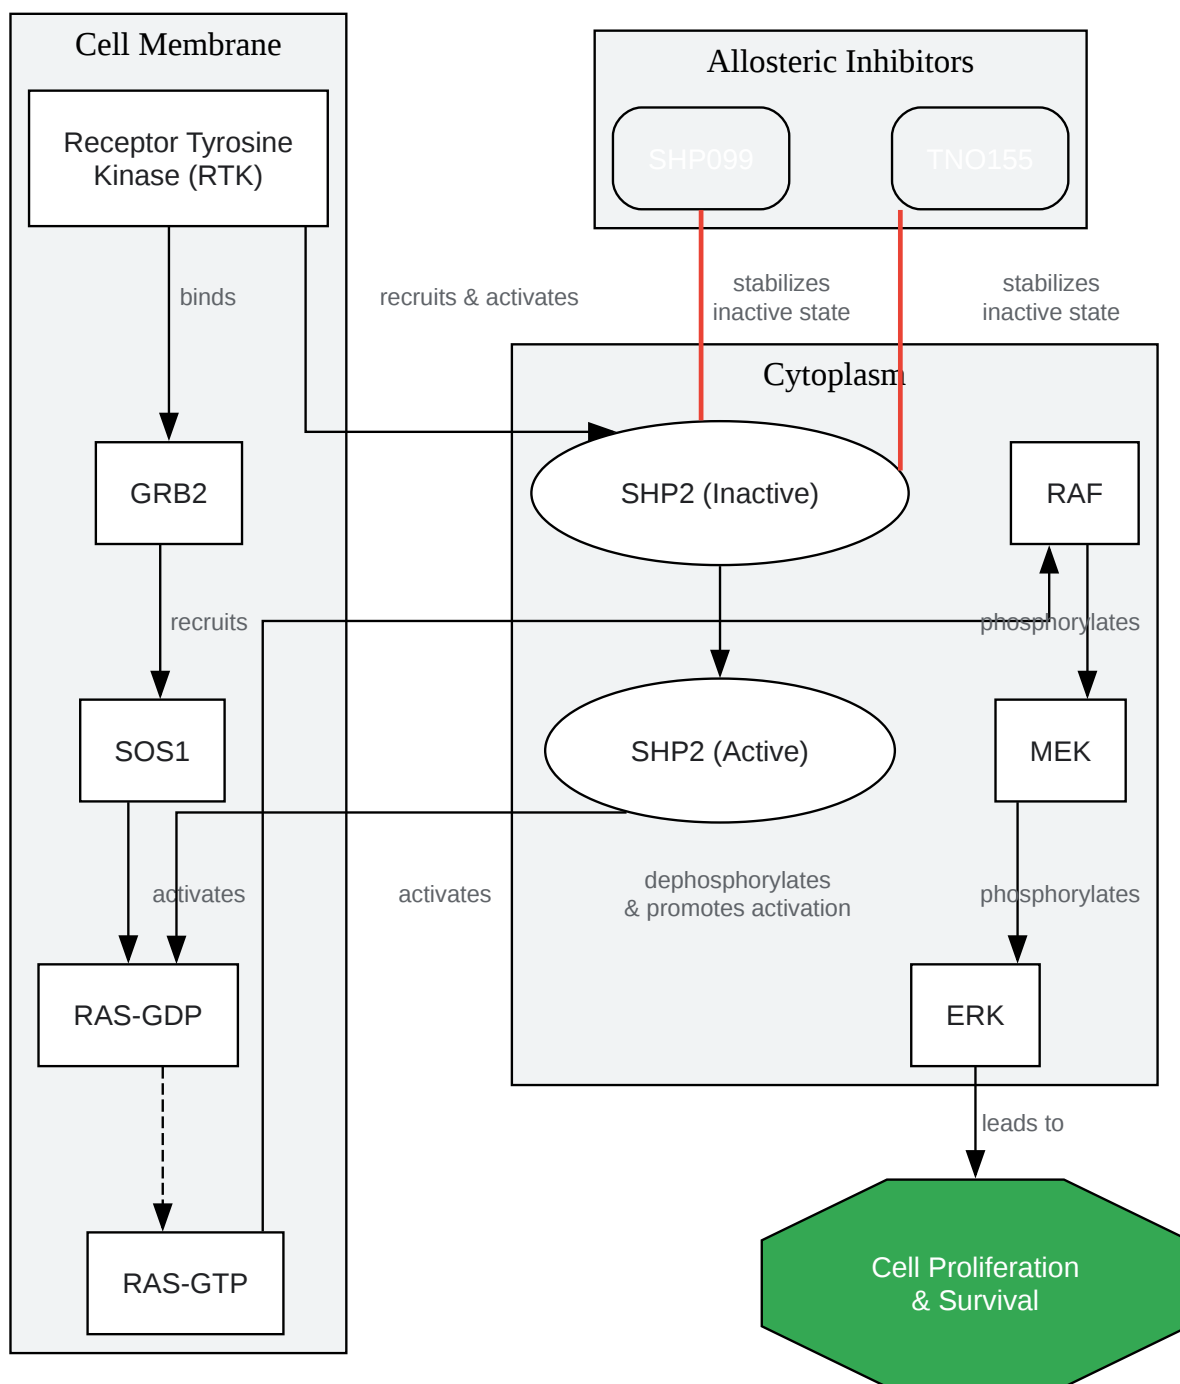 Cell Membrane
Allosteric Inhibitors
Receptor Tyrosine
Kinase (RTK)
SHP099
TNO155
binds
recruits & activates
stabilizes
inactive state
stabilizes
inactive state
Cytoplasm
GRB2
SHP2 (Inactive)
RAF
recruits
phosphorylates
SOS1
SHP2 (Active)
MEK
activates
activates
dephosphorylates
& promotes activation
phosphorylates
RAS-GDP
ERK
leads to
RAS-GTP
Cell Proliferation
& Survival